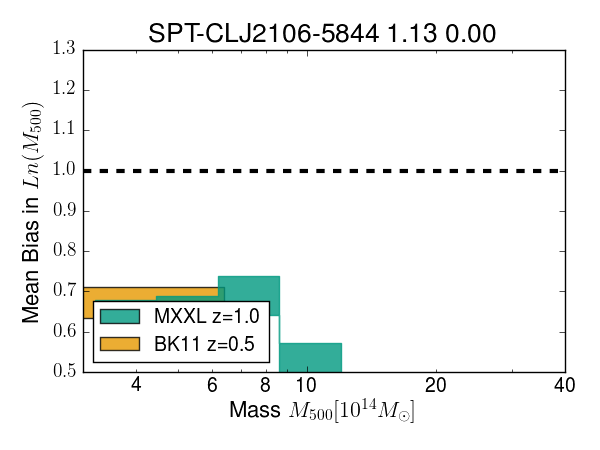 SPT-CLJ2106-5844 1.13 0.00
1.3
1.2
1.1
1.0
0.9
0.8
0.7
0.6
0.5
Mean Bias in Ln(M500)
MXXL z=1.0
BK11 z=0.5
4 6 8 10 20 40
Mass M500[10^14 M⊙]